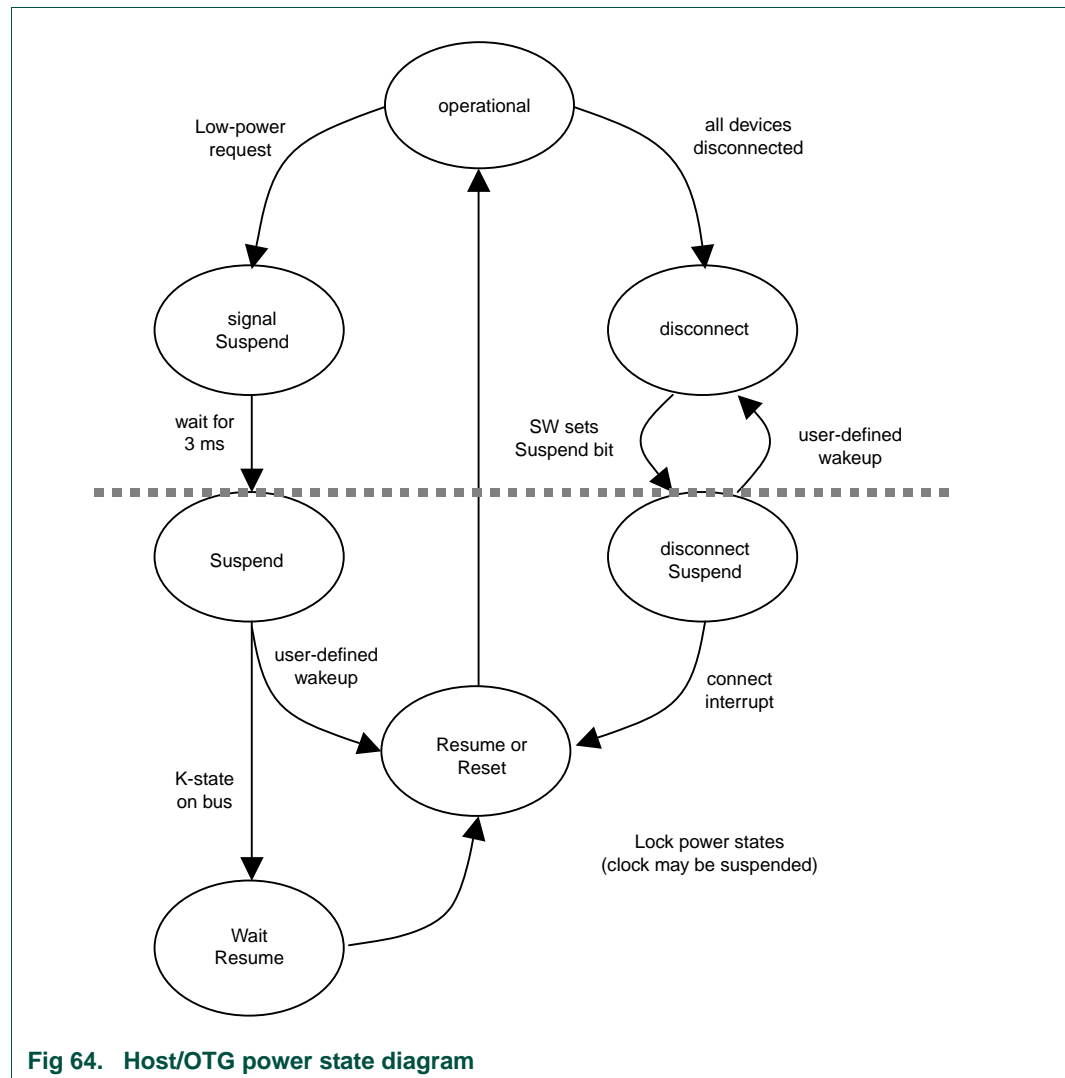 operational
Low-power
request
all devices
disconnected
signal
Suspend
disconnect
wait for
3 ms
SW sets
Suspend bit
user-defined
wakeup
Suspend
disconnect
Suspend
user-defined
wakeup
connect
interrupt
Resume or
Reset
K-state
on bus
Lock power states
(clock may be suspended)
Wait
Resume
Fig 64. Host/OTG power state diagram